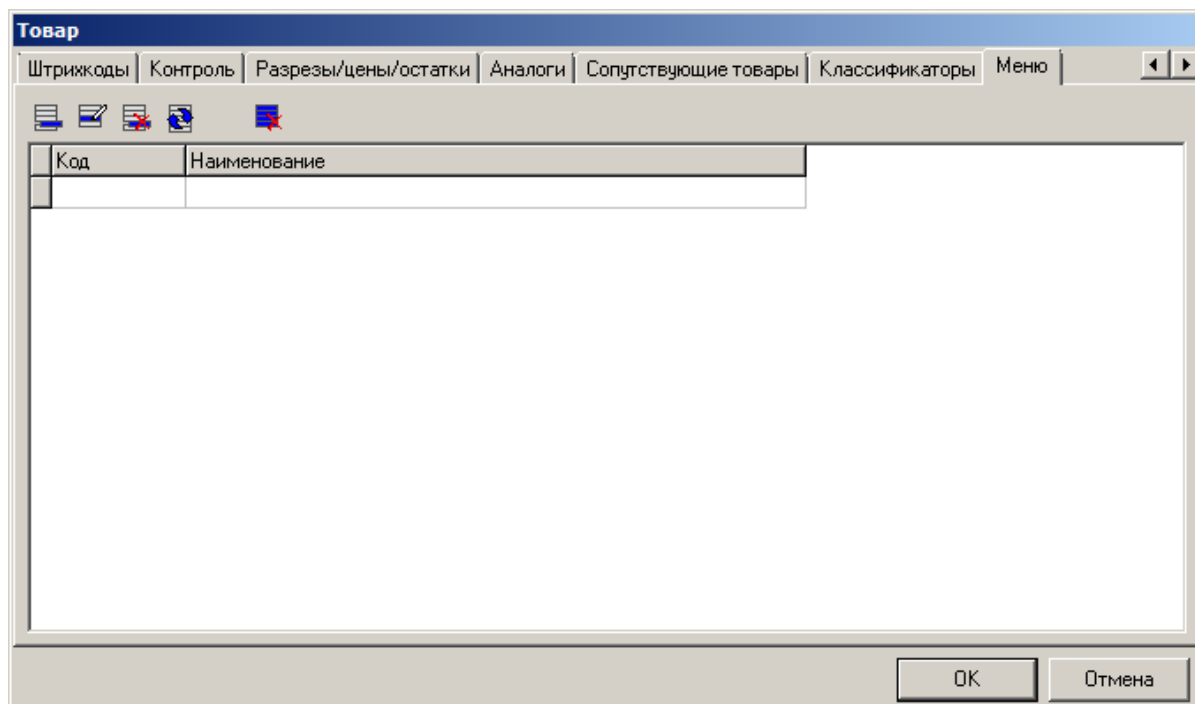 Товар
Штрихкоды Контроль Разрезы/цены/остатки Аналоги Сопутствующие товары Классификаторы Меню
Код Наименование
OK Отмена